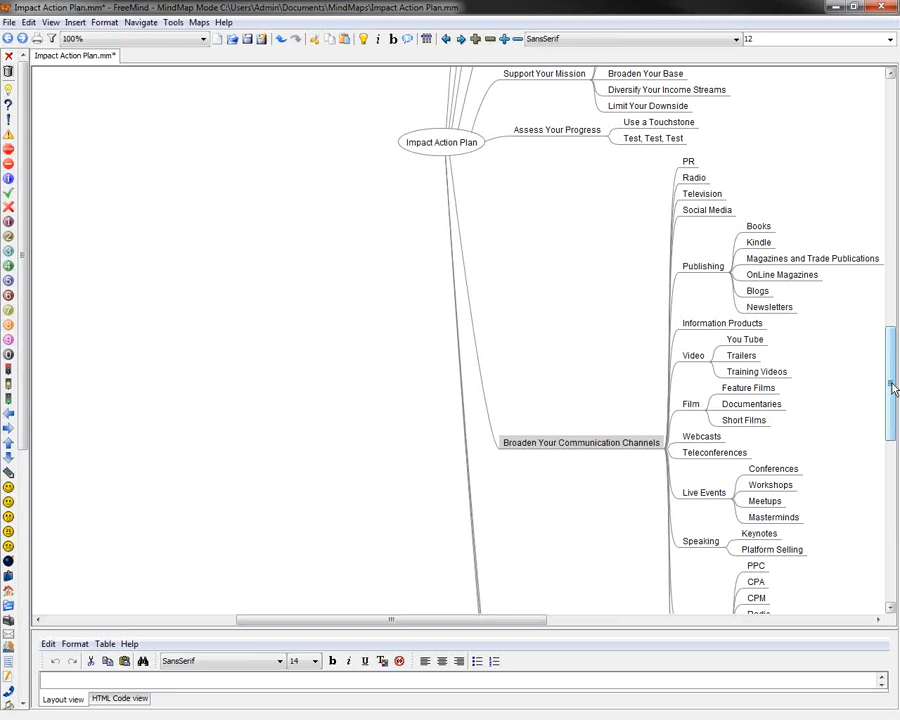 Impact Action Plan.mm* - FreeMind - MindMap Mode C:\Users\Admin\Documents\MindMaps\Impact Action Plan.mm
File Edit View Insert Format Navigate Tools Maps Help
100% SansSerif 12
Impact Action Plan.mm*
Support Your Mission
Broaden Your Base
Diversify Your Income Streams
Limit Your Downside
Impact Action Plan
Assess Your Progress
Use a Touchstone
Test, Test, Test
PR
Radio
Television
Social Media
Publishing
Books
Kindle
Magazines and Trade Publications
OnLine Magazines
Blogs
Newsletters
Information Products
Video
You Tube
Trailers
Training Videos
Film
Feature Films
Documentaries
Short Films
Broaden Your Communication Channels
Webcasts
Teleconferences
Live Events
Conferences
Workshops
Meetups
Masterminds
Speaking
Keynotes
Platform Selling
PPC
CPA
CPM
Radio
Edit Format Table Help
SansSerif 14
Layout view HTML Code view